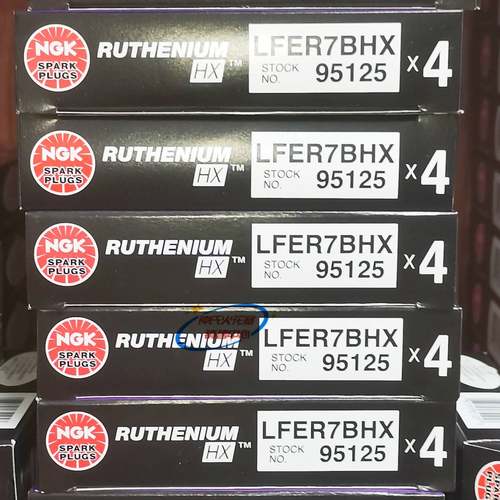 NGK
SPARK
PLUGS
RUTHENIUM
HX™
LFER7BHX
STOCK
NO. 95125
x4
NGK
SPARK
PLUGS
RUTHENIUM
HX™
LFER7BHX
STOCK
NO. 95125
x4
NGK
SPARK
PLUGS
RUTHENIUM
HX™
LFER7BHX
STOCK
NO. 95125
x4
NGK
SPARK
PLUGS
RUTHENIUM
HX™
LFER7BHX
STOCK
NO. 95125
x4
NGK
SPARK
PLUGS
RUTHENIUM
HX™
LFER7BHX
STOCK
NO. 95125
x4